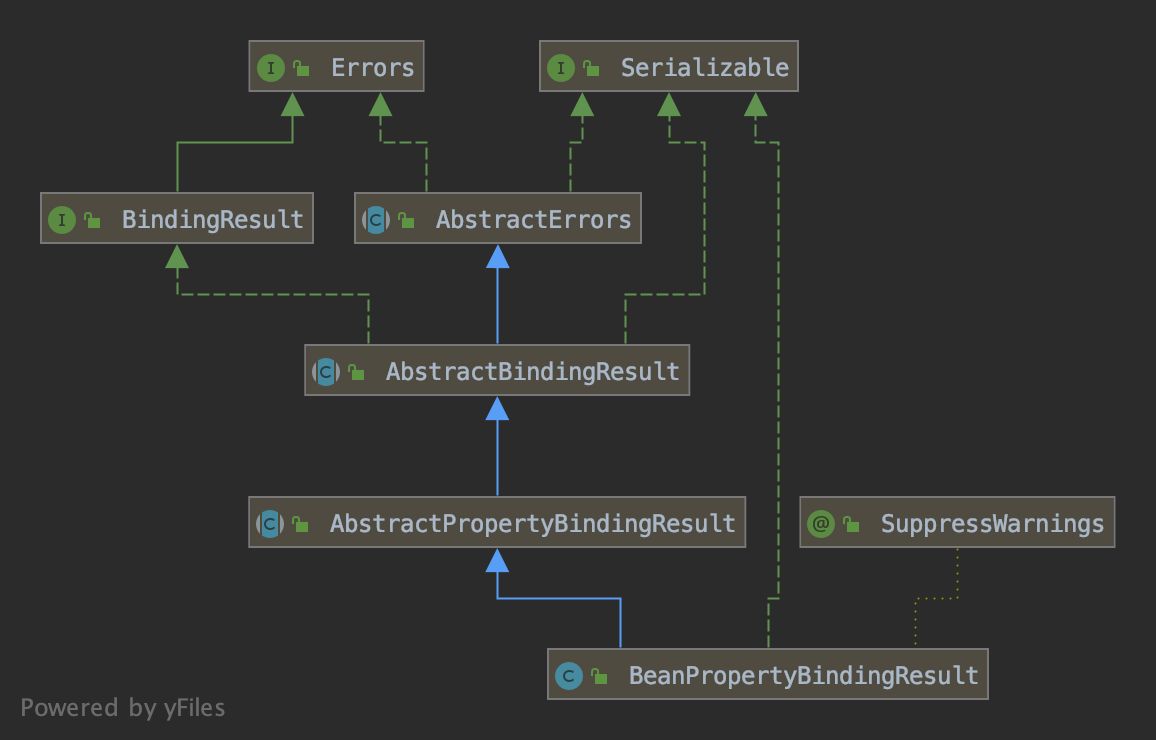 Errors
Serializable
BindingResult
AbstractErrors
AbstractBindingResult
AbstractPropertyBindingResult
SuppressWarnings
BeanPropertyBindingResult
Powered by yFiles